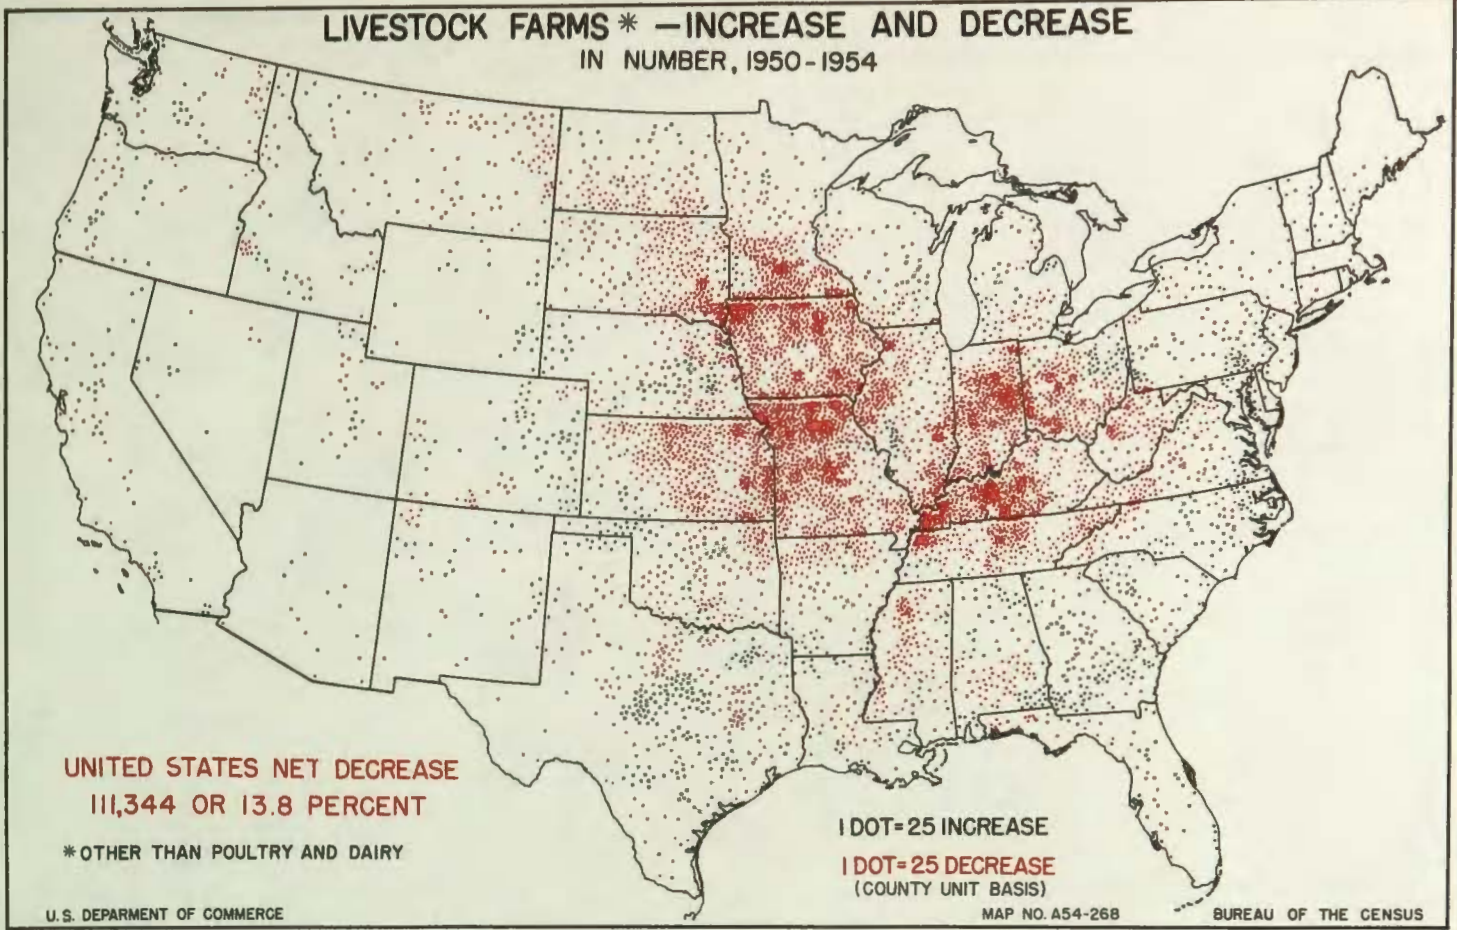 LIVESTOCK FARMS * — INCREASE AND DECREASE
IN NUMBER, 1950-1954
UNITED STATES NET DECREASE
111,344 OR 13.8 PERCENT
*OTHER THAN POULTRY AND DAIRY
1 DOT=25 INCREASE
1 DOT=25 DECREASE
(COUNTY UNIT BASIS)
U.S. DEPARMENT OF COMMERCE
MAP NO. A54-268
BUREAU OF THE CENSUS